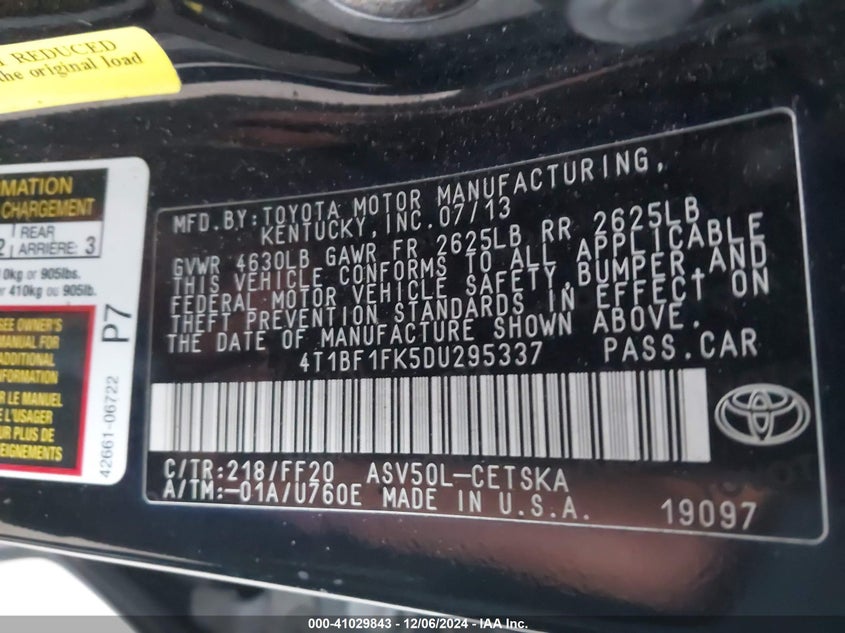 T REDUCED
the original load
MATION
CHARGEMENT
REAR
ARRIÈRE: 3
0kg or 905lbs.
410kg ou 905lb.
SEE OWNER'S
MANUAL FOR
ADDITIONAL
FORMATION
LE MANUEL
L'USAGER
UR PLUS DE
EIGNEMENTS
P7
42661-06722
MFD.BY:TOYOTA MOTOR MANUFACTURING,
KENTUCKY,INC.07/13
GVWR 4630LB GAWR FR 2625LB RR 2625LB
THIS VEHICLE CONFORMS TO ALL APPLICABLE
FEDERAL MOTOR VEHICLE SAFETY,BUMPER,AND
THEFT PREVENTION STANDARDS IN EFFECT ON
THE DATE OF MANUFACTURE SHOWN ABOVE.
4T1BF1FK5DU295337 PASS.CAR
C/TR:218/FF20 ASV50L-CETSKA
A/TM:-01A/U760E MADE IN U.S.A.
19097
000-41029843 - 12/06/2024 - IAA Inc.